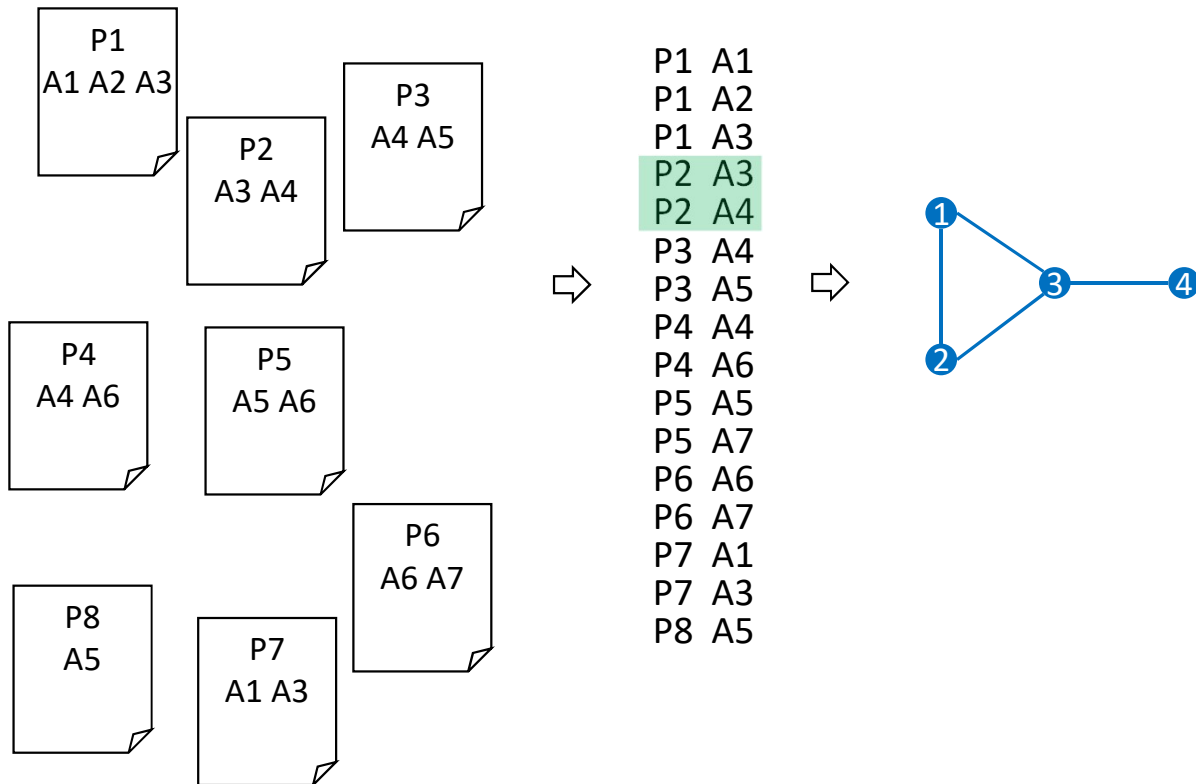 P1
A1 A2 A3
P2
A3 A4
P3
A4 A5
P4
A4 A6
P5
A5 A6
P6
A6 A7
P8
A5
P7
A1 A3
P1 A1
P1 A2
P1 A3
P2 A3
P2 A4
P3 A4
P3 A5
P4 A4
P4 A6
P5 A5
P5 A7
P6 A6
P6 A7
P7 A1
P7 A3
P8 A5
1
2
3
4